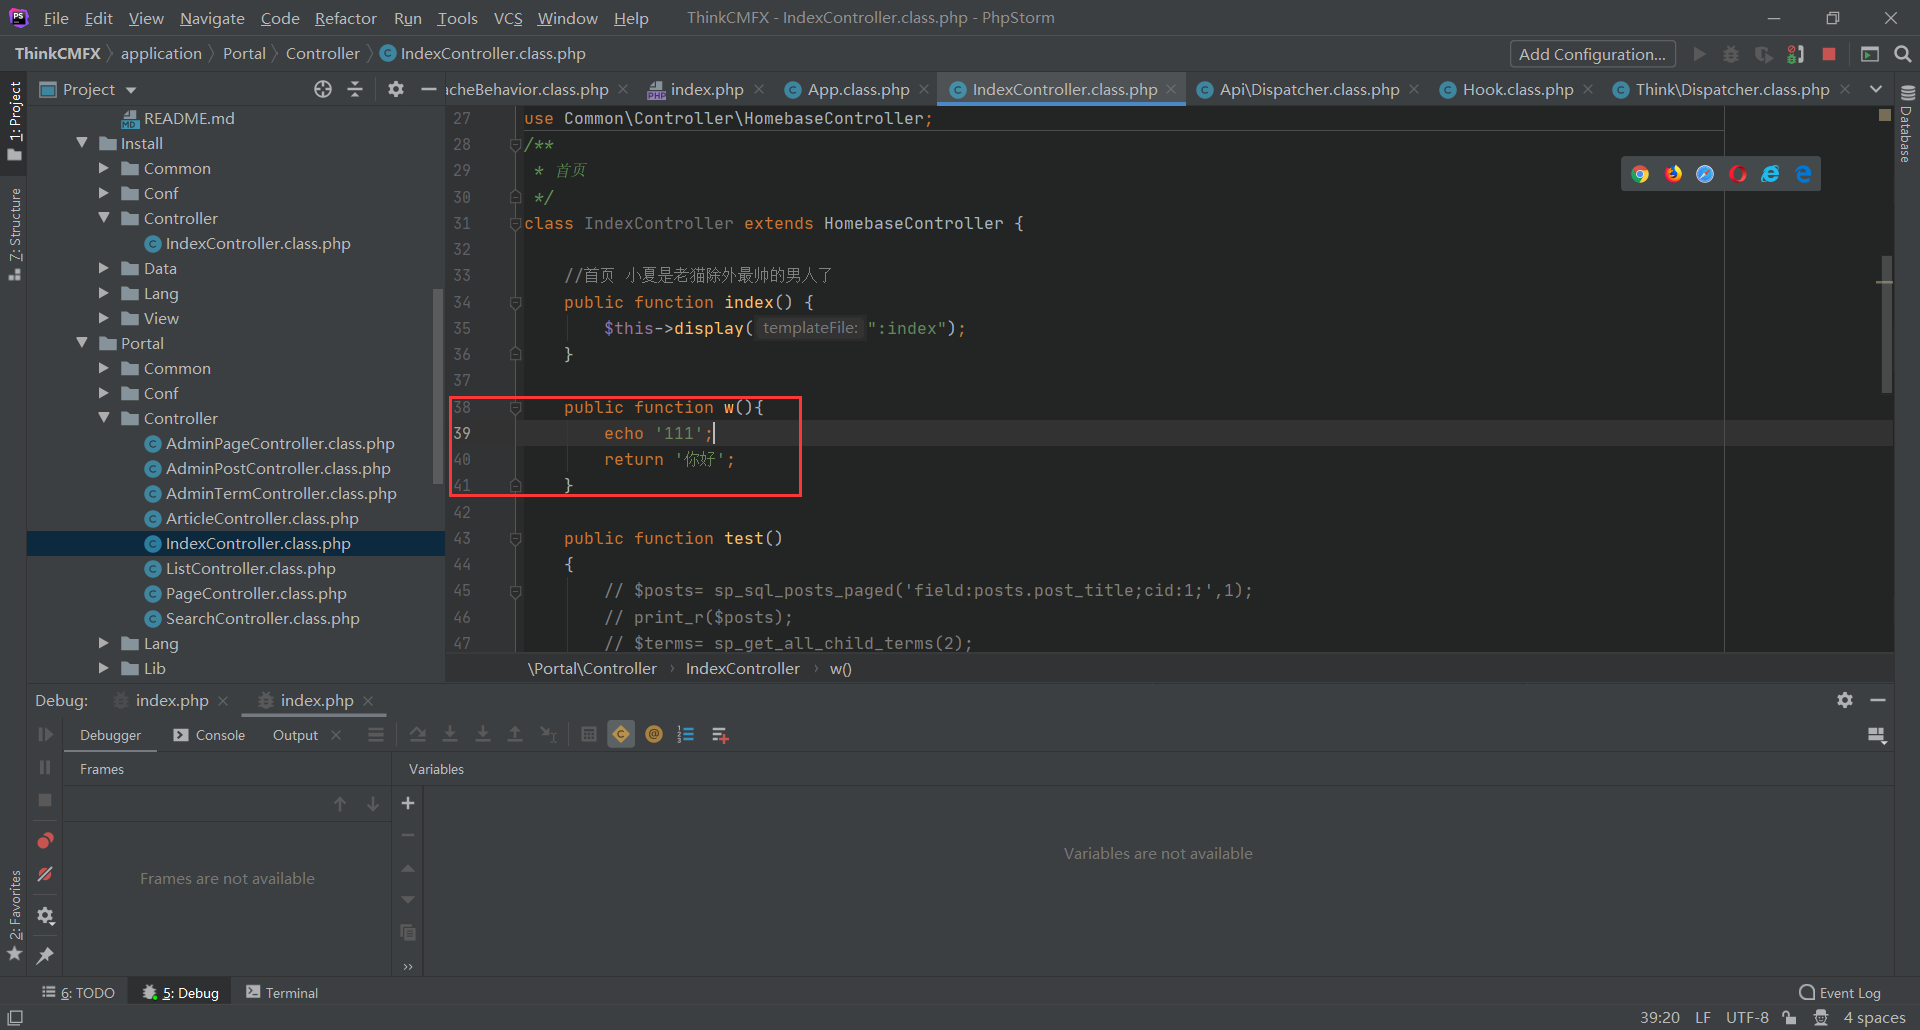 File Edit View Navigate Code Refactor Run Tools VCS Window Help ThinkCMFX - IndexController.class.php - PhpStorm
ThinkCMFX application Portal Controller IndexController.class.php Add Configuration...
Project
acheBehavior.class.php index.php App.class.php IndexController.class.php Api\Dispatcher.class.php Hook.class.php Think\Dispatcher.class.php
1: Project
7: Structure
2: Favorites
Database
README.md
Install
Common
Conf
Controller
IndexController.class.php
Data
Lang
View
Portal
Common
Conf
Controller
AdminPageController.class.php
AdminPostController.class.php
AdminTermController.class.php
ArticleController.class.php
IndexController.class.php
ListController.class.php
PageController.class.php
SearchController.class.php
Lang
Lib
27 use Common\Controller\HomebaseController;
28 /**
29 * 首页
30 */
31 class IndexController extends HomebaseController {
32
33 //首页 小夏是老猫除外最帅的男人了
34 public function index() {
35 $this->display( templateFile: ":index");
36 }
37
38 public function w(){
39 echo '111';
40 return '你好';
41 }
42
43 public function test()
44 {
45 // $posts= sp_sql_posts_paged('field:posts.post_title;cid:1;',1);
46 // print_r($posts);
47 // $terms= sp_get_all_child_terms(2);
\Portal\Controller › IndexController › w()
Debug: index.php index.php
Debugger Console Output
Frames Variables
Frames are not available
Variables are not available
6: TODO 5: Debug Terminal Event Log
39:20 LF UTF-8 4 spaces